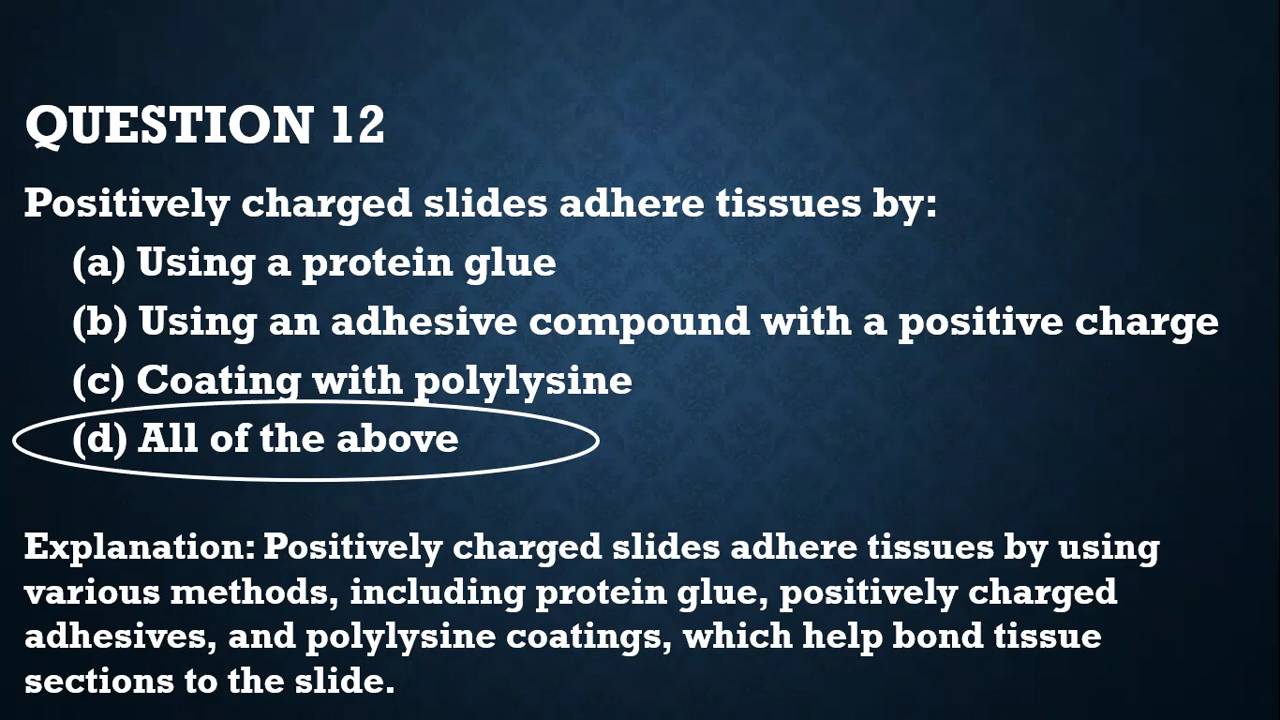 QUESTION 12
Positively charged slides adhere tissues by:
(a) Using a protein glue
(b) Using an adhesive compound with a positive charge
(c) Coating with polylysine
(d) All of the above
Explanation: Positively charged slides adhere tissues by using
various methods, including protein glue, positively charged
adhesives, and polylysine coatings, which help bond tissue
sections to the slide.